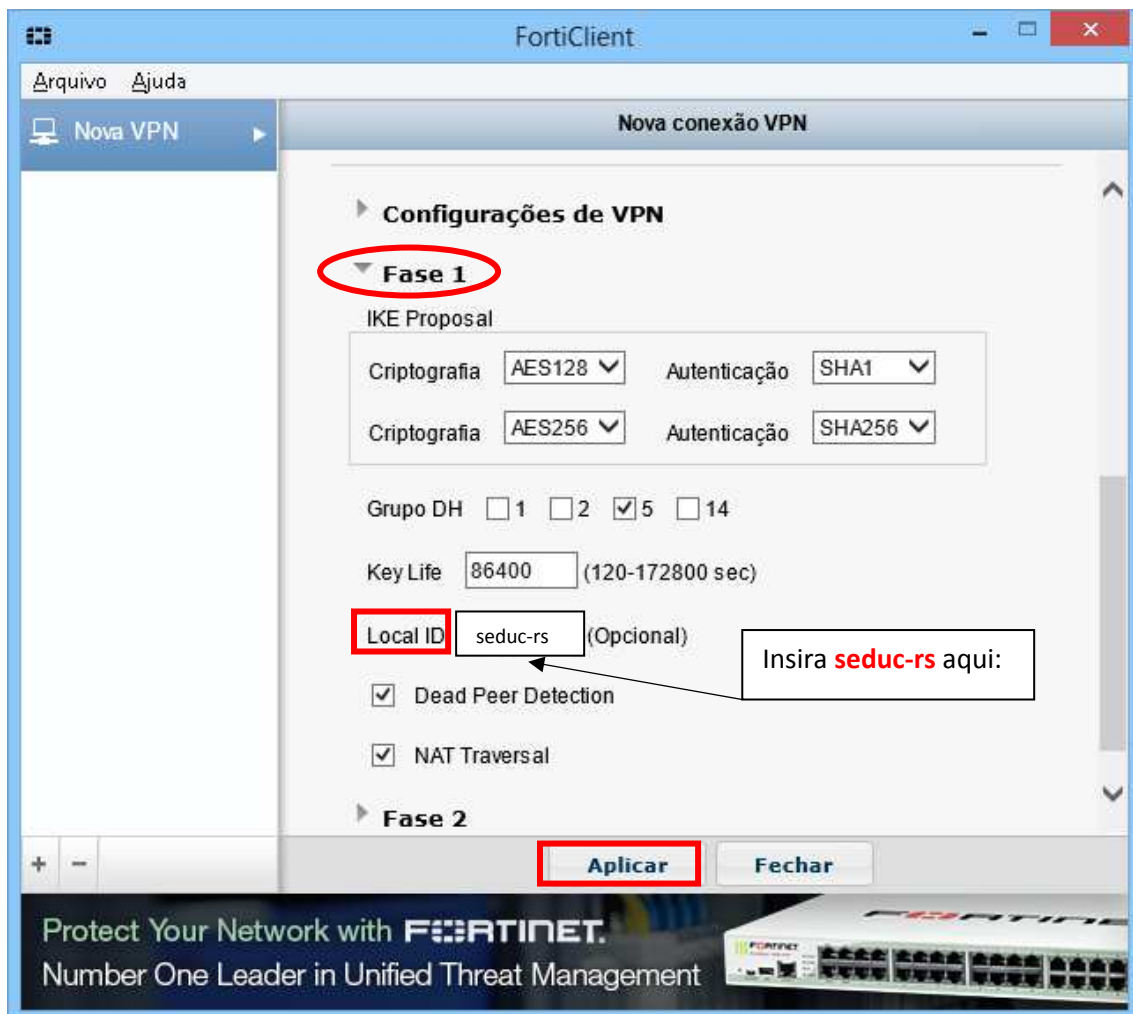 FortiClient
Arquivo Ajuda
Nova VPN
Nova conexão VPN
Configurações de VPN
Fase 1
IKE Proposal
Criptografia AES128 Autenticação SHA1
Criptografia AES256 Autenticação SHA256
Grupo DH 1 2 5 14
Key Life 86400 (120-172800 sec)
Local ID seduc-rs (Opcional)
Insira seduc-rs aqui:
Dead Peer Detection
NAT Traversal
Fase 2
+ -
Aplicar Fechar
Protect Your Network with FORTINET.
Number One Leader in Unified Threat Management
FORTINET